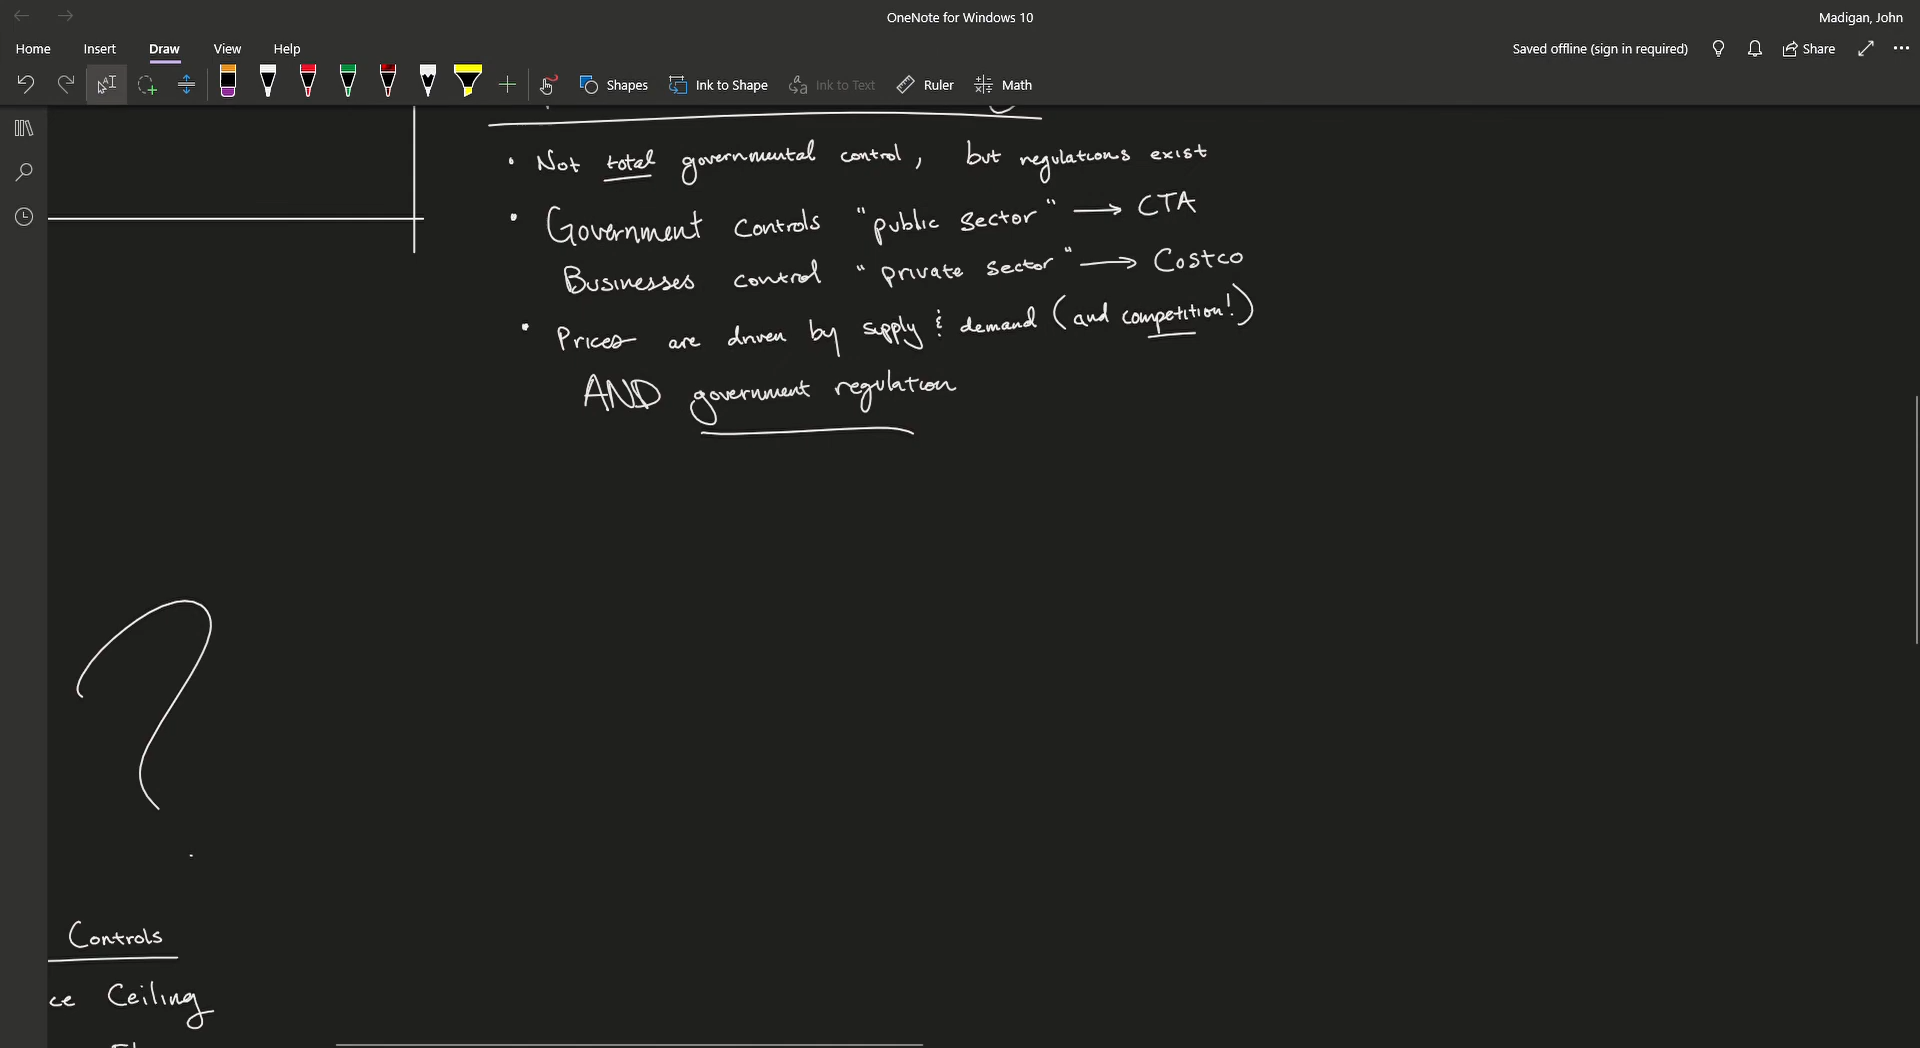 OneNote for Windows 10
Madigan, John
Home Insert Draw View Help
Saved offline (sign in required) Share
Shapes Ink to Shape Ink to Text Ruler Math
• Not total governmental control, but regulations exist
• Government controls "public sector" → CTA
Businesses control "private sector" → Costco
• Prices are driven by supply & demand (and competition!)
AND government regulation
?
Controls
ce Ceiling